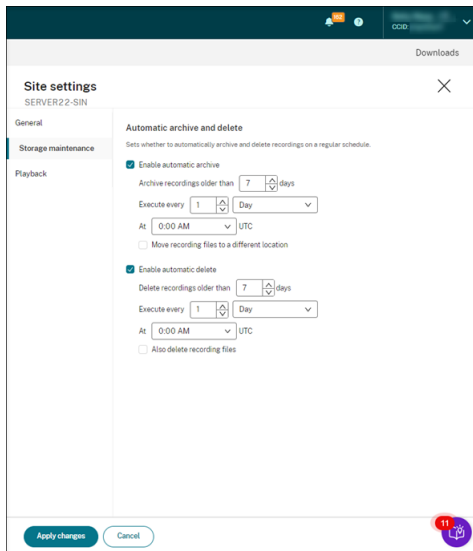 CCID:
Downloads
Site settings
SERVER22-SIN
General
Storage maintenance
Playback
Automatic archive and delete
Sets whether to automatically archive and delete recordings on a regular schedule.
Enable automatic archive
Archive recordings older than 7 days
Execute every 1 Day
At 0:00 AM UTC
Move recording files to a different location
Enable automatic delete
Delete recordings older than 7 days
Execute every 1 Day
At 0:00 AM UTC
Also delete recording files
Apply changes Cancel
11